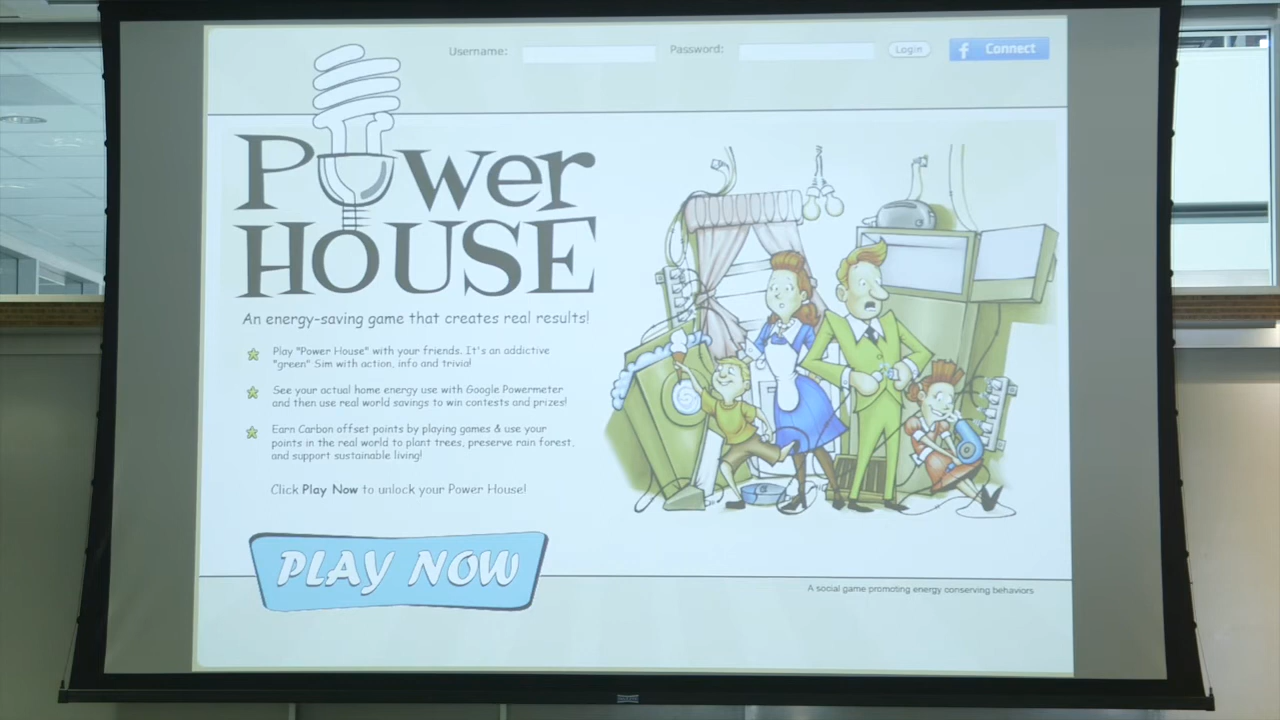 Username:
Password:
Login
f Connect
Power
HOUSE
An energy-saving game that creates real results!
Play "Power House" with your friends. It's an addictive
"green" Sim with action, info and trivia!
See your actual home energy use with Google Powermeter
and then use real world savings to win contests and prizes!
Earn Carbon offset points by playing games & use your
points in the real world to plant trees, preserve rain forest,
and support sustainable living!
Click Play Now to unlock your Power House!
PLAY NOW
A social game promoting energy conserving behaviors